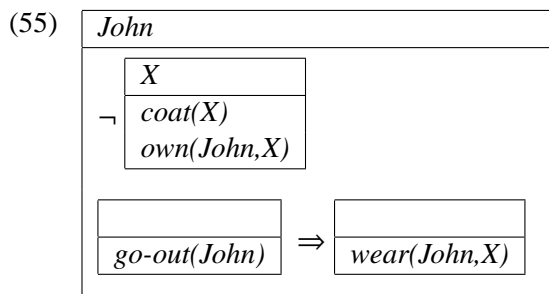 (55) John
X
¬ coat(X)
own(John,X)
go-out(John) ⇒ wear(John,X)